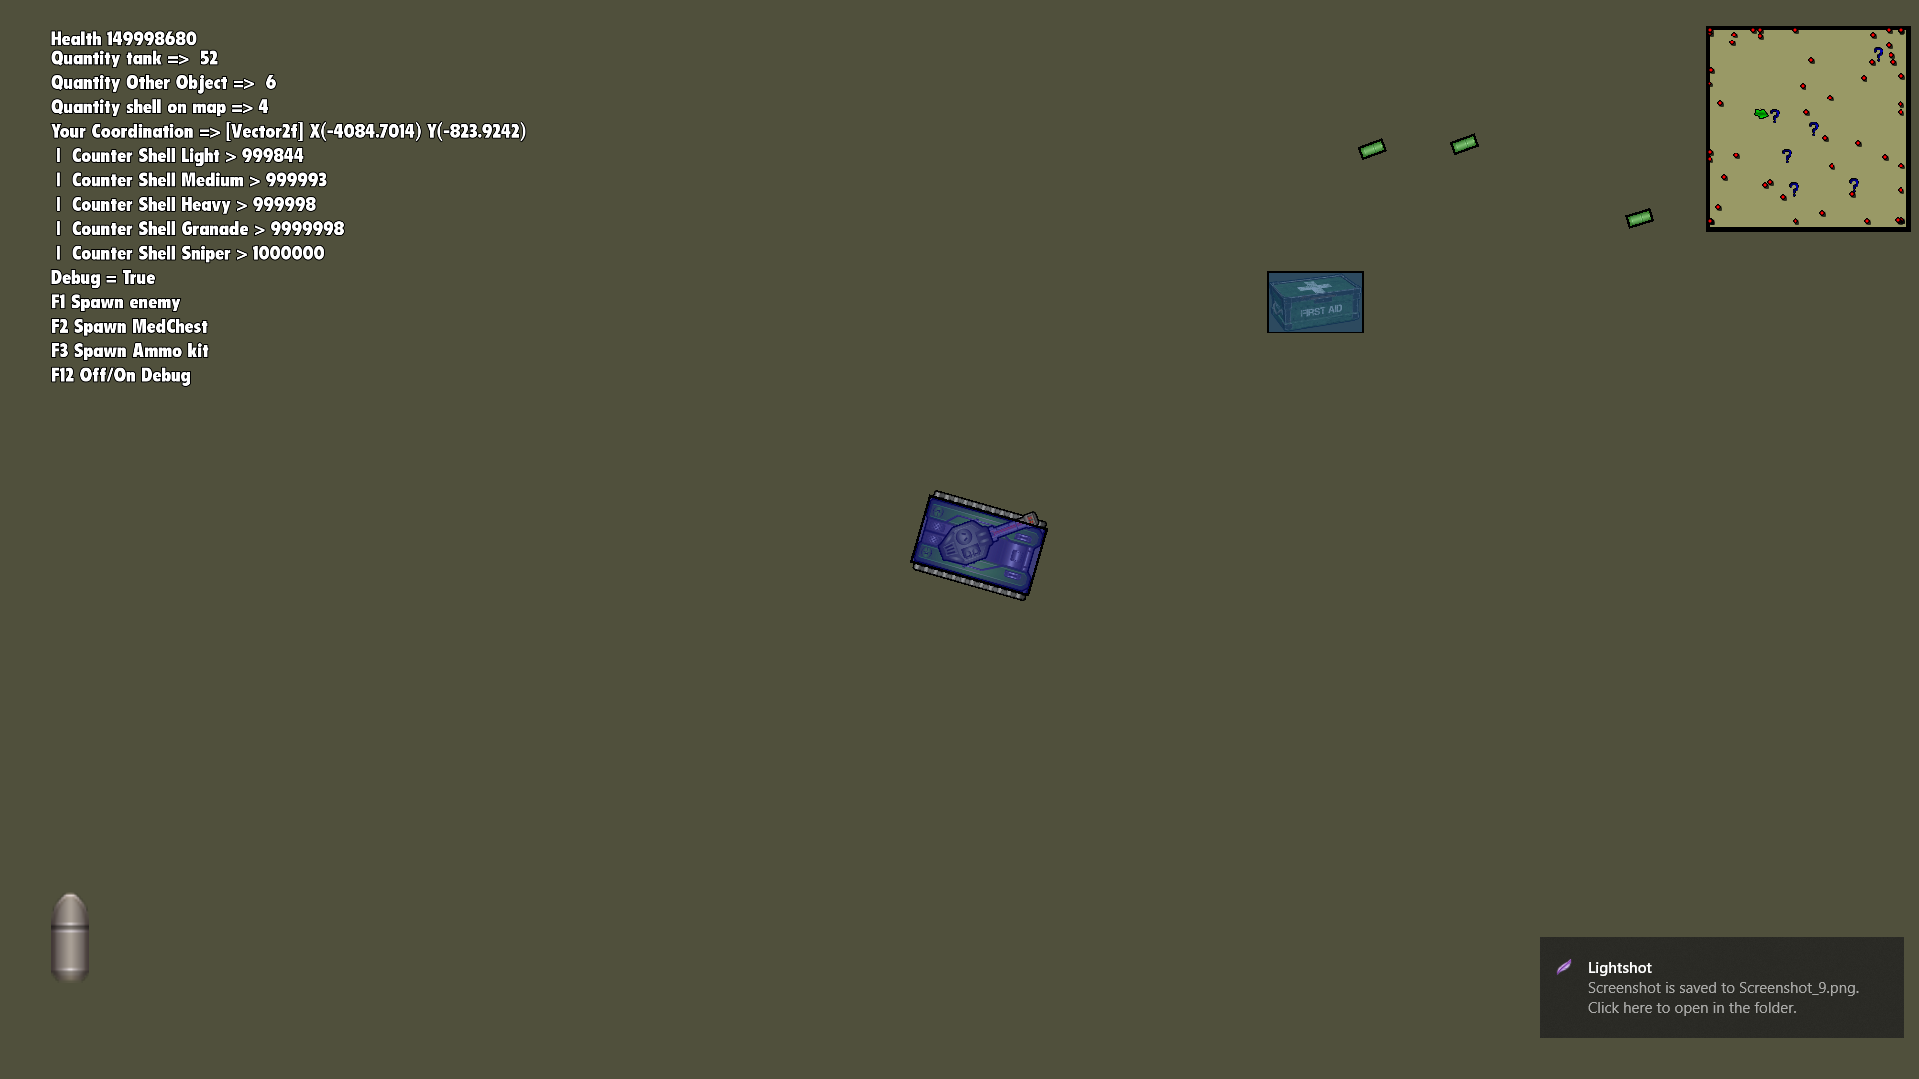 Health 149998680
Quantity tank =>  52
Quantity Other Object =>  6
Quantity shell on map => 4
Your Coordination => [Vector2f] X(-4084.7014) Y(-823.9242)
|  Counter Shell Light > 999844
|  Counter Shell Medium > 999993
|  Counter Shell Heavy > 999998
|  Counter Shell Granade > 9999998
|  Counter Shell Sniper > 1000000
Debug = True
F1 Spawn enemy
F2 Spawn MedChest
F3 Spawn Ammo kit
F12 Off/On Debug
?
?
?
?
?
?
FIRST AID
Lightshot
Screenshot is saved to Screenshot_9.png.
Click here to open in the folder.